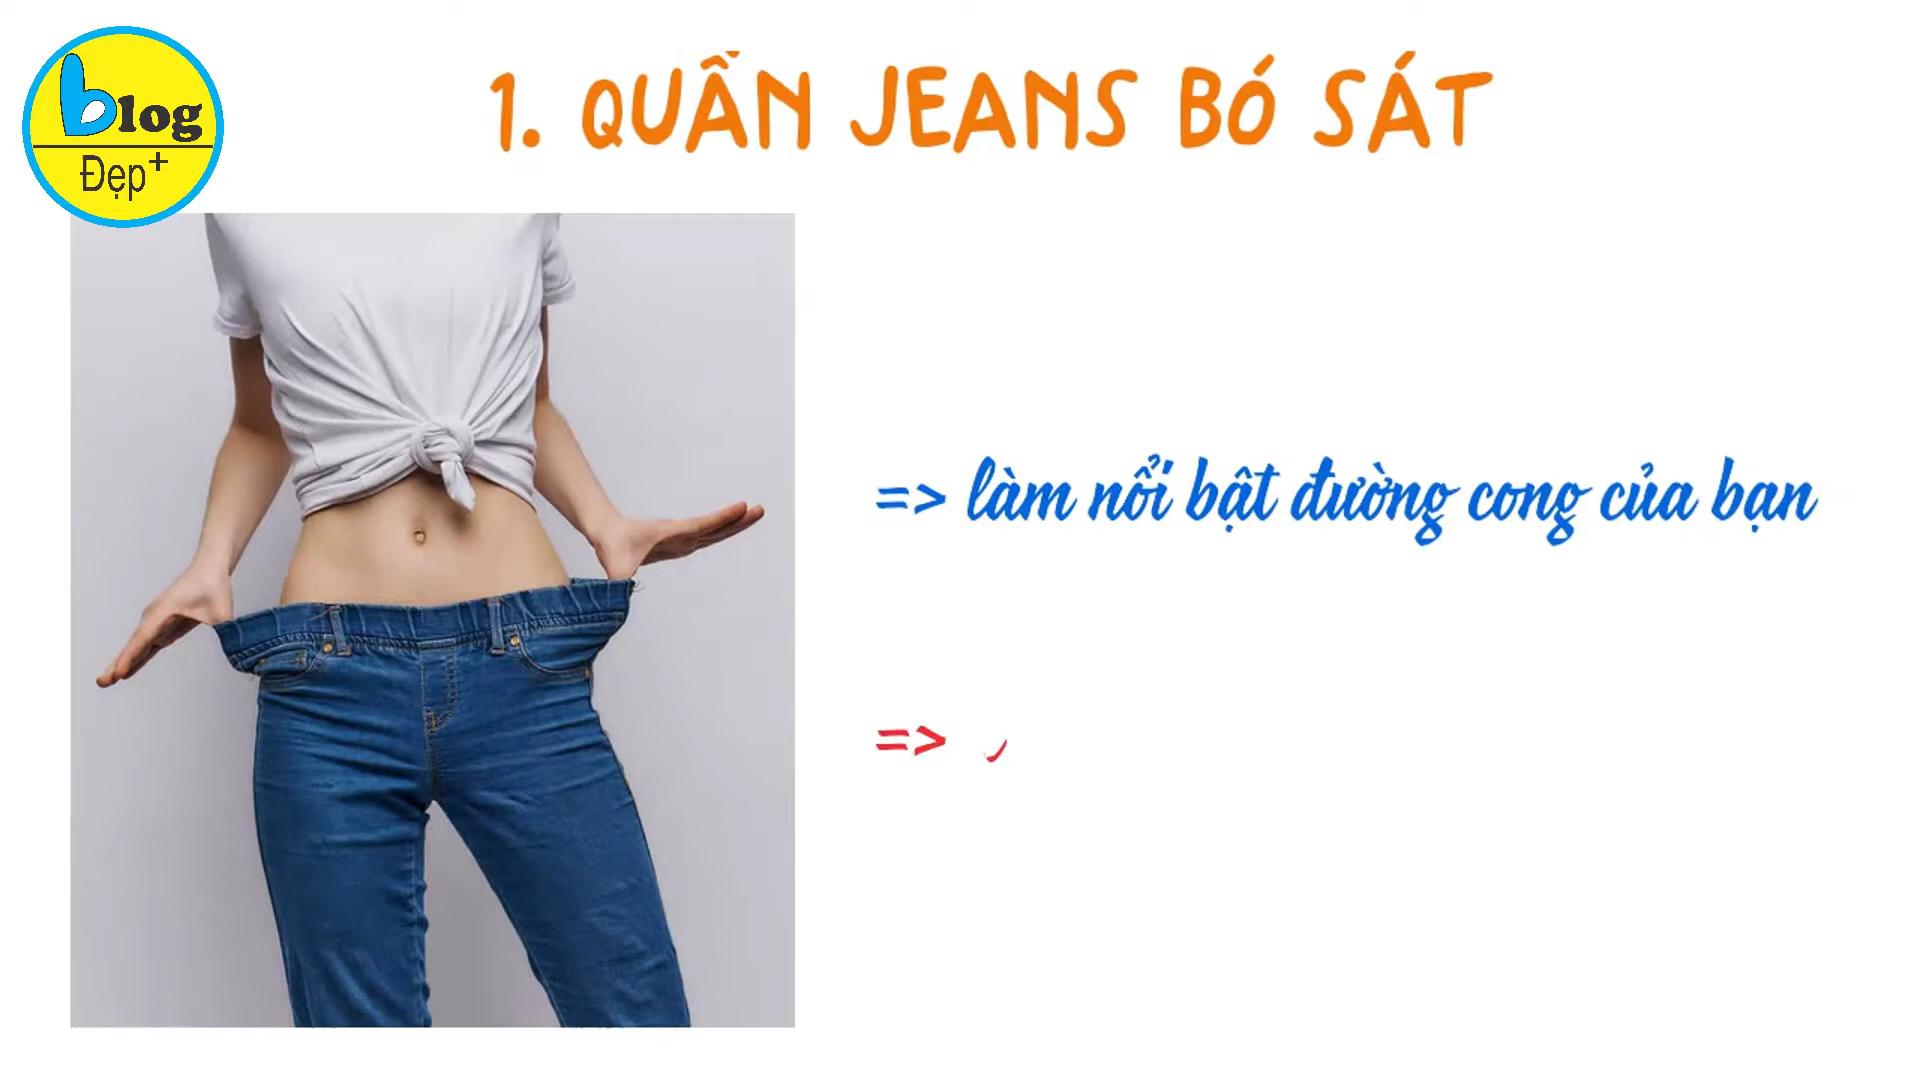 blog
Đẹp+
1. QUẦN JEANS BÓ SÁT
=> làm nổi bật đường cong của bạn
=>